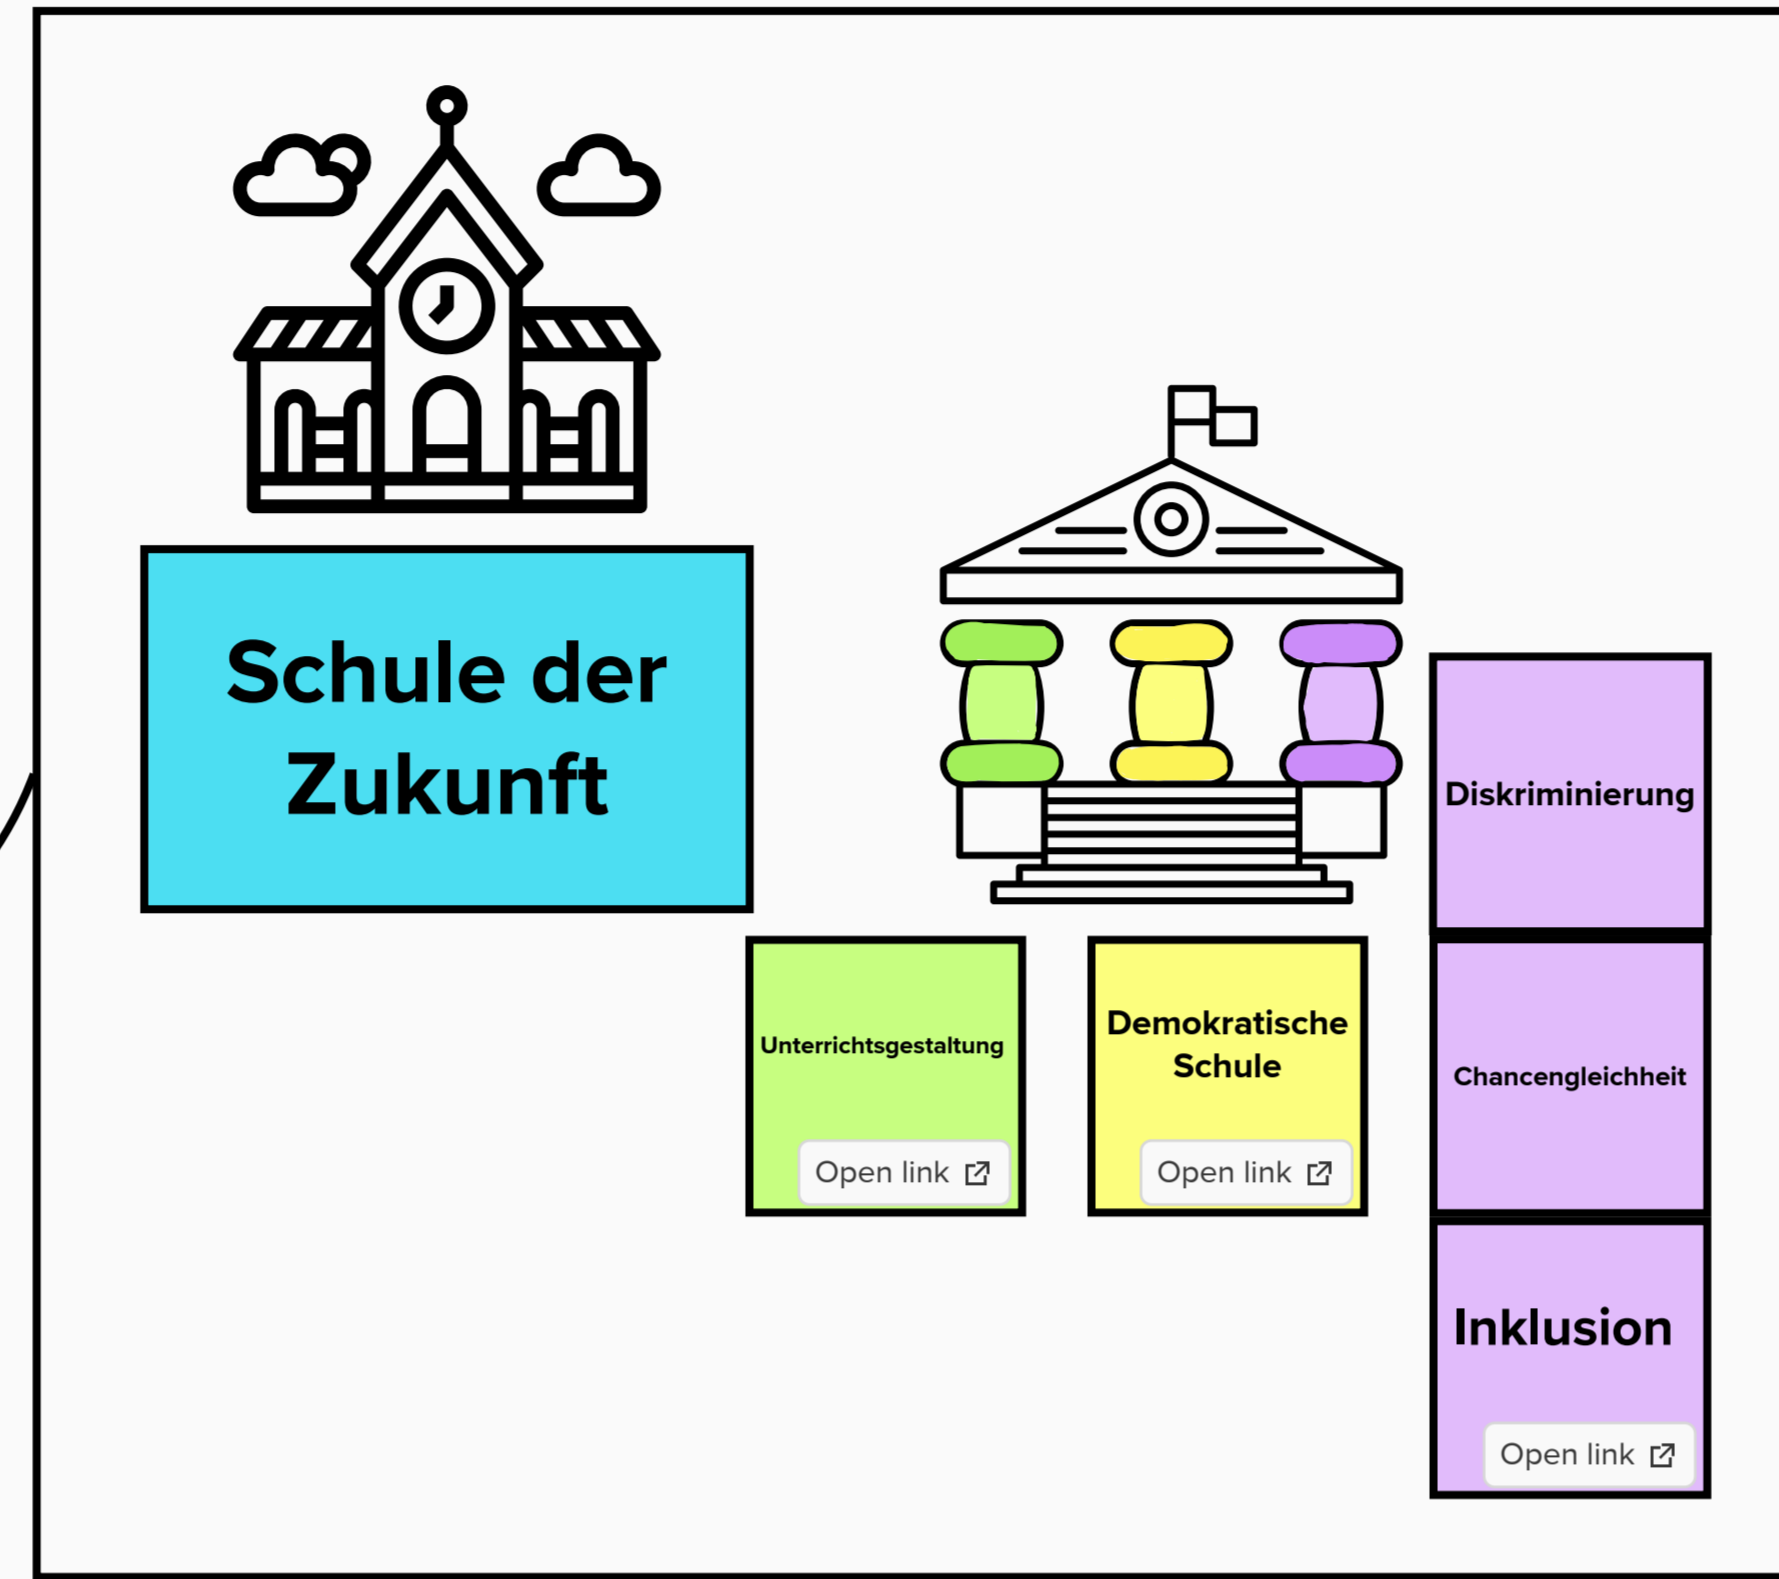 Schule der
Zukunft
Diskriminierung
Unterrichtsgestaltung
Open link
Demokratische
Schule
Open link
Chancengleichheit
Inklusion
Open link